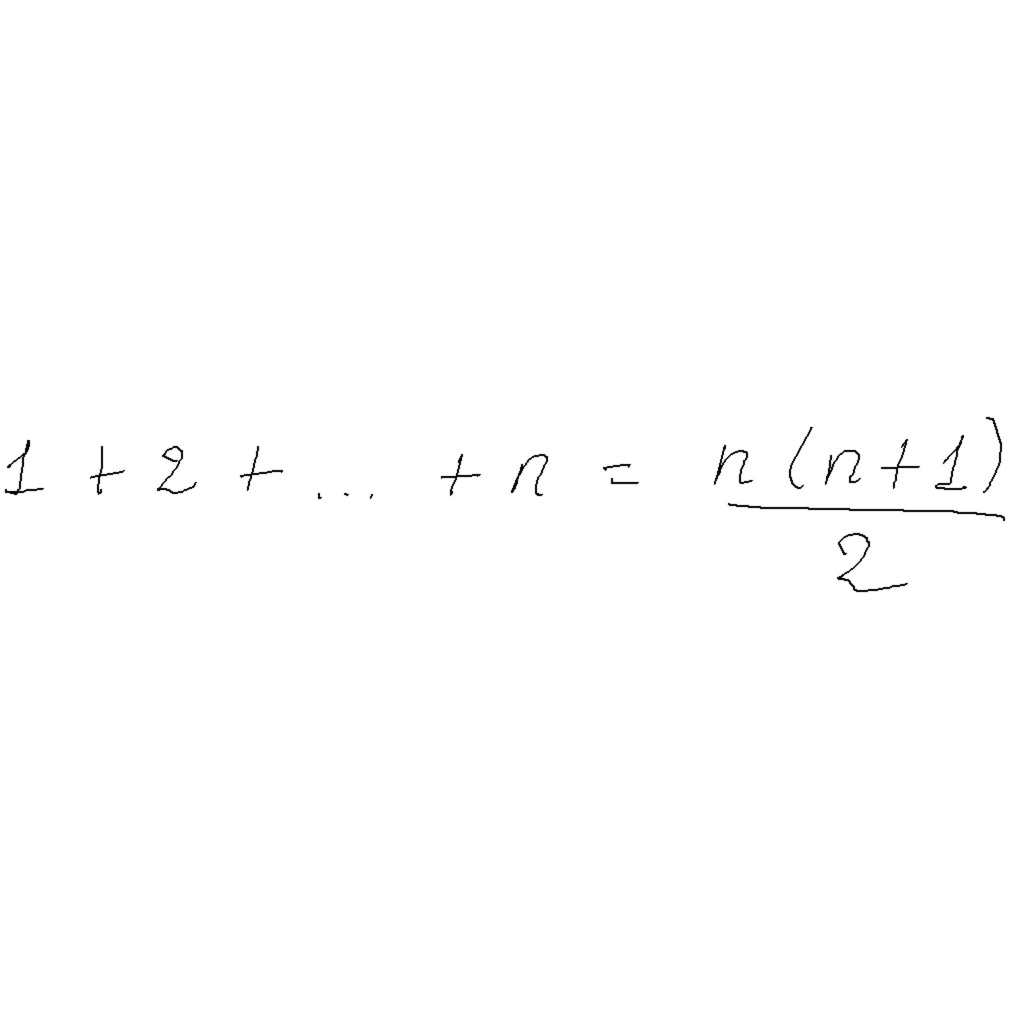 1 + 2 + ... + n = n(n+1)/2